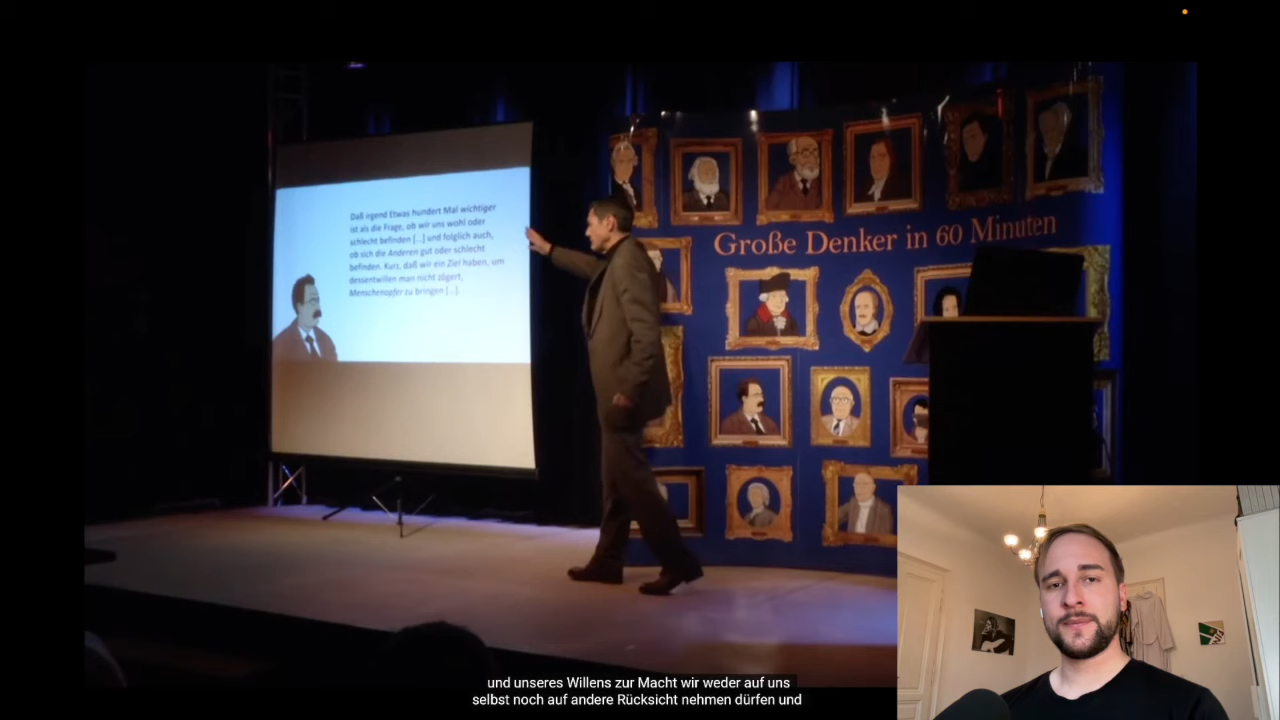 Daß irgend Etwas hundert Mal wichtiger
ist als die Frage, ob wir uns wohl oder
schlecht befinden [...] und folglich auch,
ob sich die Anderen gut oder schlecht
befinden. Kurz, daß wir ein Ziel haben, um
dessentwillen man nicht zögert,
Menschenopfer zu bringen [...].
Große Denker in 60 Minuten
und unseres Willens zur Macht wir weder auf uns
selbst noch auf andere Rücksicht nehmen dürfen und